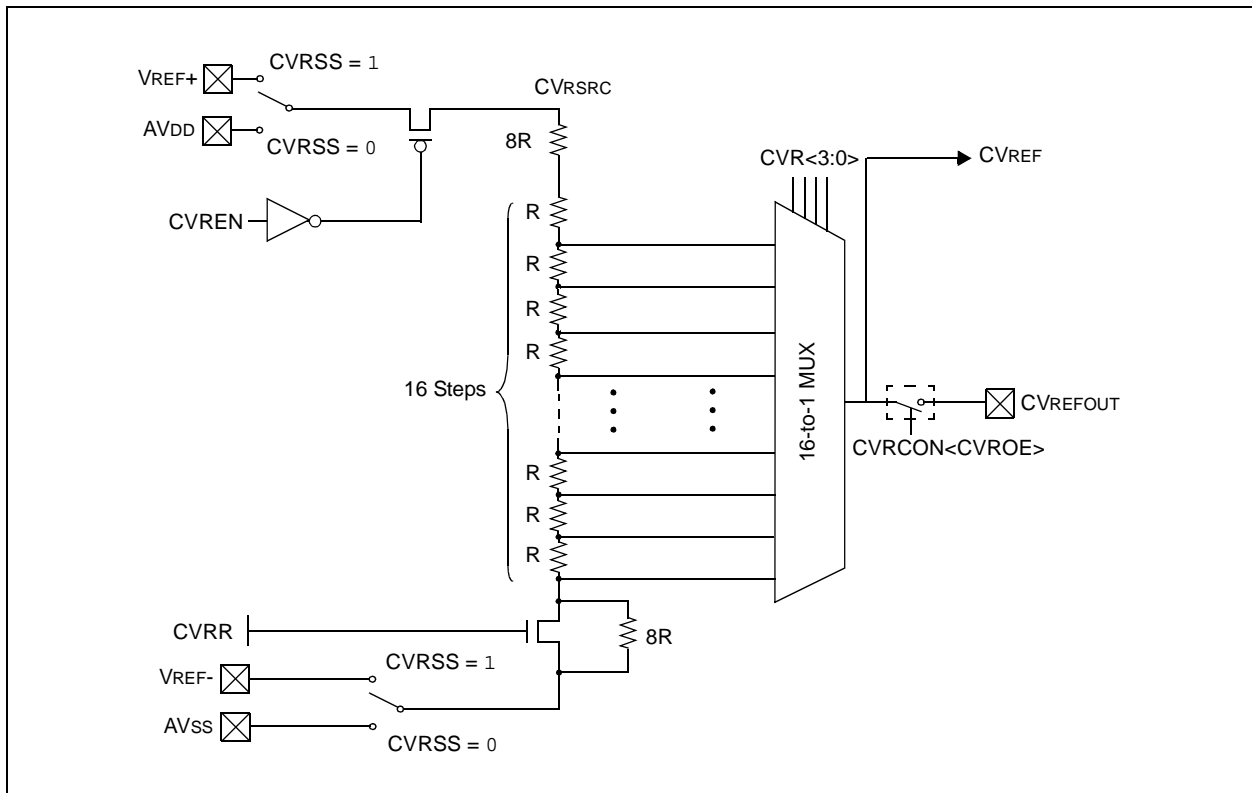 VREF+
CVRSS = 1
AVDD
CVRSS = 0
CVREN
CVRSRC
8R
R
R
R
R
16 Steps
R
R
R
CVR<3:0>
16-to-1 MUX
CVREF
CVREFOUT
CVRCON<CVROE>
CVRR
8R
VREF-
CVRSS = 1
AVSS
CVRSS = 0